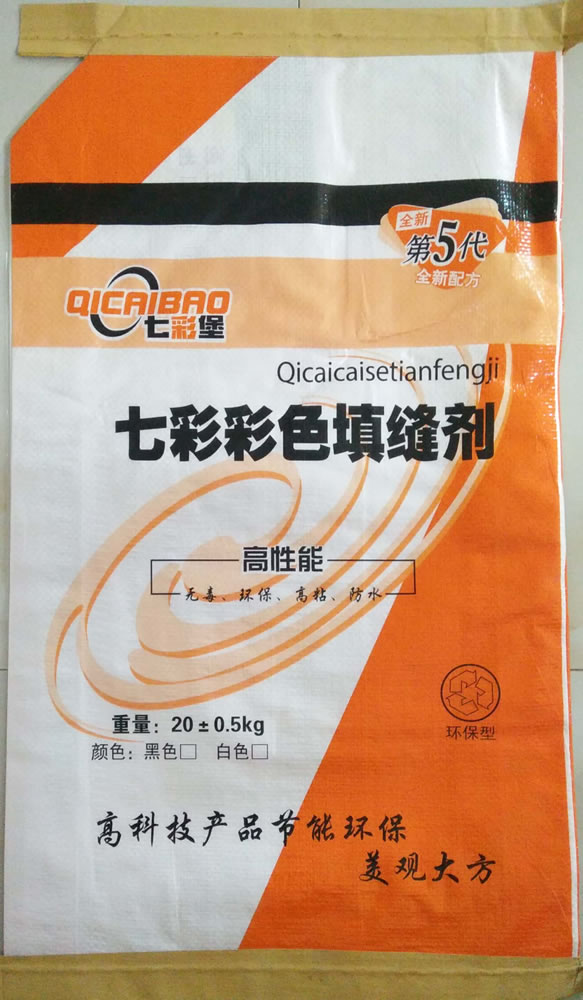 全新
第5代
全新配方
QICAIBAO
七彩堡
Qicaicaisetianfengji
七彩彩色填缝剂
高性能
无毒、环保、高粘、防水
重量：20±0.5kg
颜色：黑色□ 白色□
环保型
高科技产品节能环保
美观大方